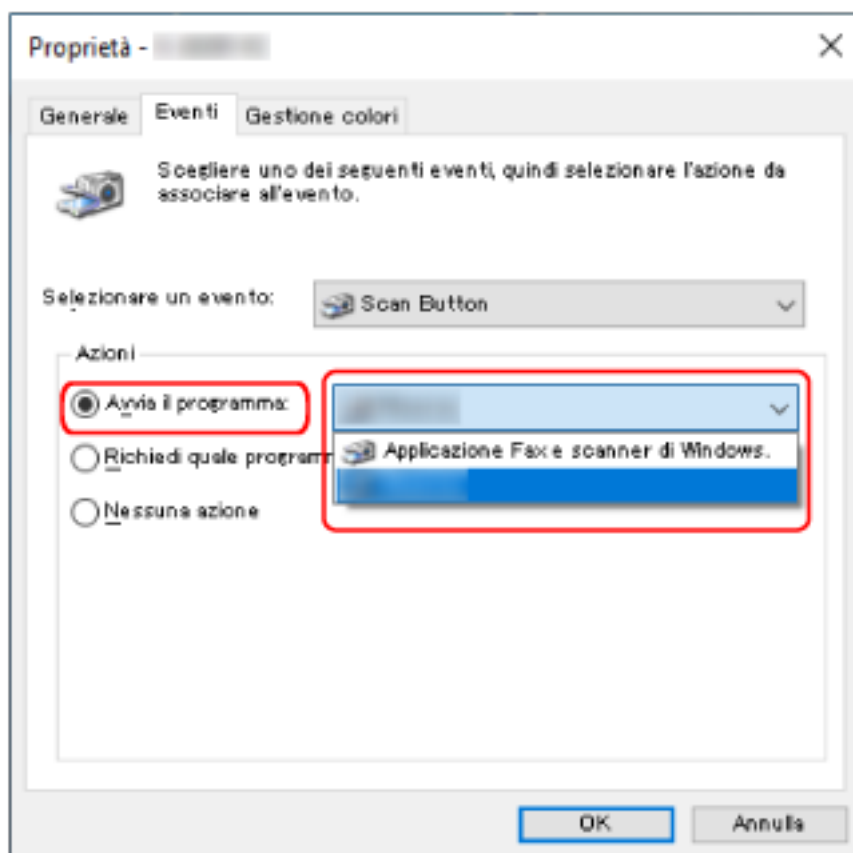 Proprietà -
Generale Eventi Gestione colori
Scegliere uno dei seguenti eventi, quindi selezionare l'azione da
associare all'evento.
Selezionare un evento: Scan Button
Azioni
Avvia il programma:
Richiedi quale programm Applicazione Fax e scanner di Windows.
Nessuna azione
OK Annulla